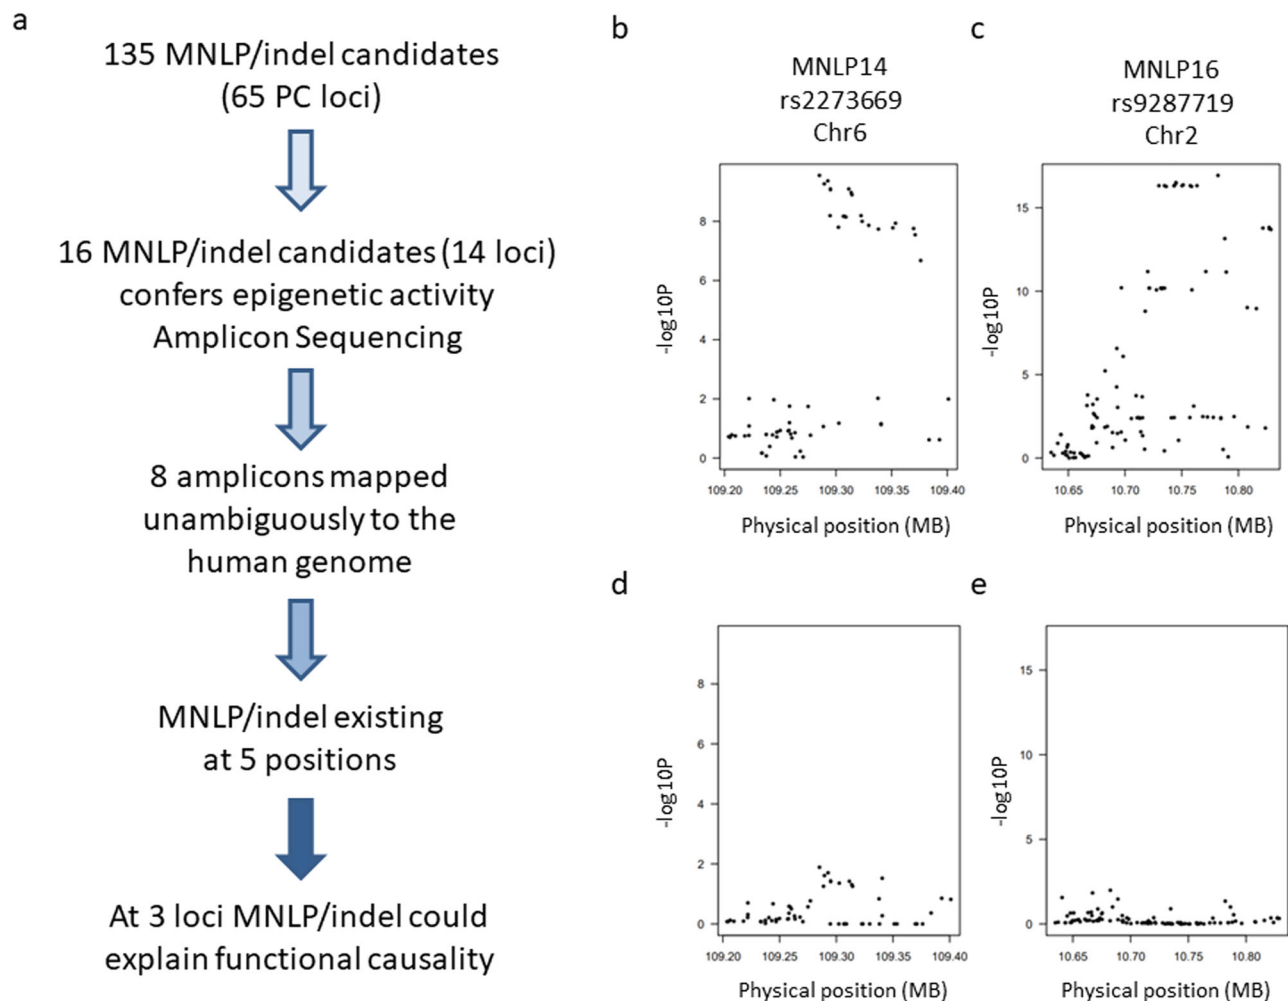 a
135 MNLP/indel candidates
(65 PC loci)
16 MNLP/indel candidates (14 loci)
confers epigenetic activity
Amplicon Sequencing
8 amplicons mapped
unambiguously to the
human genome
MNLP/indel existing
at 5 positions
At 3 loci MNLP/indel could
explain functional causality
b
MNLP14
rs2273669
Chr6
-log10P
8
6
4
2
0
109.20 109.25 109.30 109.35 109.40
Physical position (MB)
c
MNLP16
rs9287719
Chr2
-log10P
15
10
5
0
10.65 10.70 10.75 10.80
Physical position (MB)
d
-log10P
8
6
4
2
0
109.20 109.25 109.30 109.35 109.40
Physical position (MB)
e
-log10P
15
10
5
0
10.65 10.70 10.75 10.80
Physical position (MB)